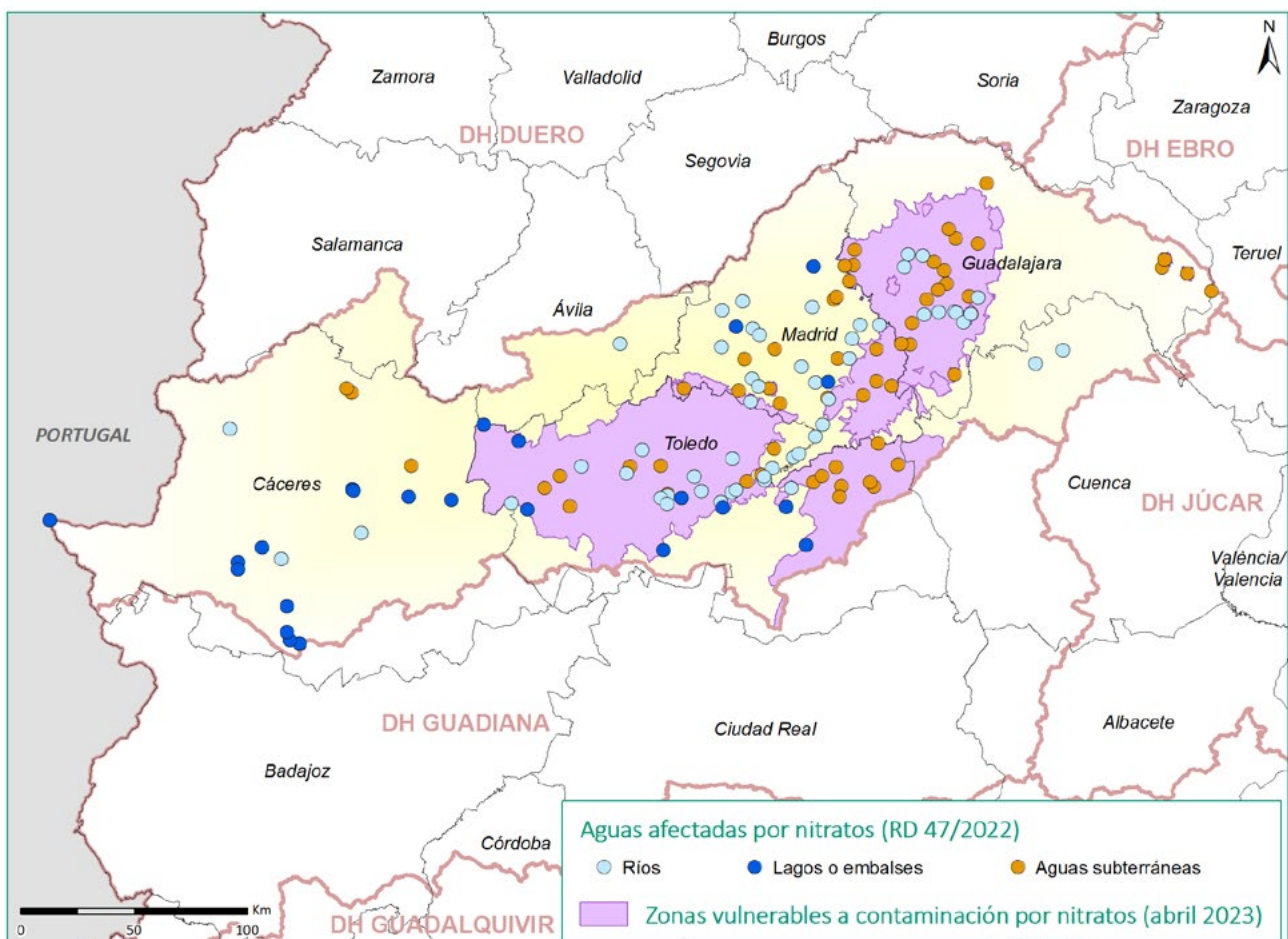 N
Burgos
Zamora
Valladolid
Soria
Zaragoza
DH DUERO
DH EBRO
Segovia
Salamanca
Teruel
Guadalajara
Ávila
Madrid
PORTUGAL
Toledo
Cáceres
Cuenca
DH JÚCAR
València/
Valencia
DH GUADIANA
Ciudad Real
Albacete
Badajoz
Córdoba
DH GUADALQUIVIR
Km
0 50 100
Aguas afectadas por nitratos (RD 47/2022)
Ríos Lagos o embalses Aguas subterráneas
Zonas vulnerables a contaminación por nitratos (abril 2023)